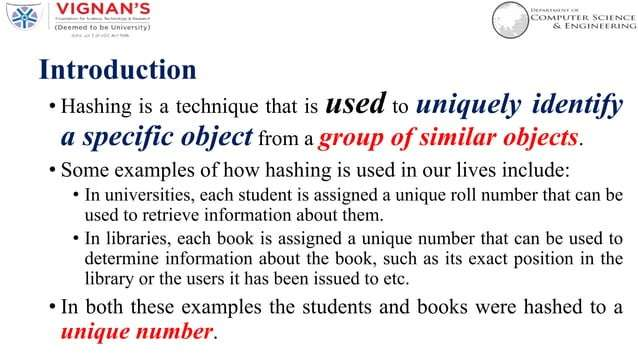 VIGNAN'S
Foundation for Science, Technology & Research
(Deemed to be University)
DEPARTMENT OF
COMPUTER SCIENCE
& ENGINEERING
Introduction
• Hashing is a technique that is used to uniquely identify
a specific object from a group of similar objects.
• Some examples of how hashing is used in our lives include:
• In universities, each student is assigned a unique roll number that can be
used to retrieve information about them.
• In libraries, each book is assigned a unique number that can be used to
determine information about the book, such as its exact position in the
library or the users it has been issued to etc.
• In both these examples the students and books were hashed to a
unique number.